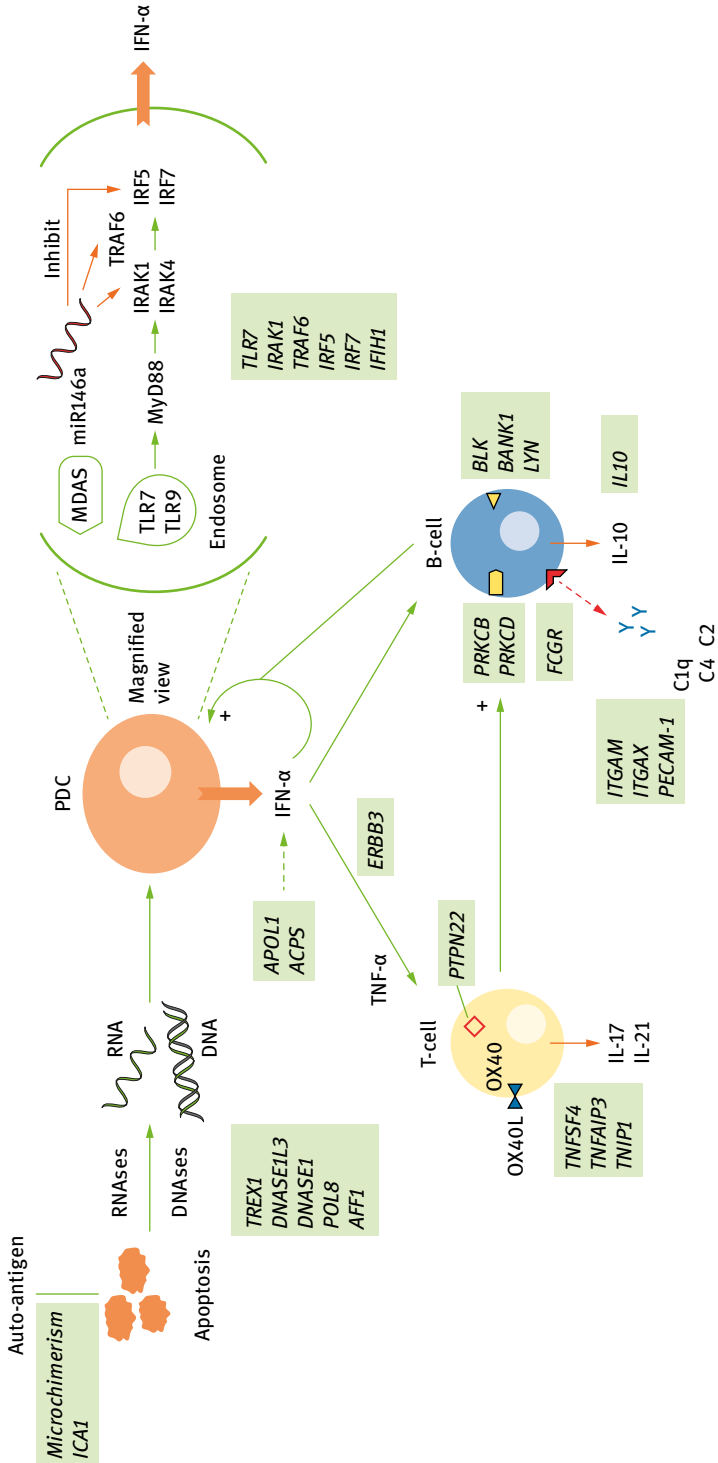 Auto-antigen
Microchimerism
ICA1
Apoptosis
RNAses
DNAses
RNA
DNA
TREX1
DNASE1L3
DNASE1
POL8
AFF1
PDC
Magnified
view
IFN-α
+
APOL1
ACPS
MDAS
miR146a
Inhibit
TLR7
TLR9
Endosome
MyD88
IRAK1
IRAK4
TRAF6
IRF5
IRF7
IFN-α
TLR7
IRAK1
TRAF6
IRF5
IRF7
IFIH1
ERBB3
TNF-α
T-cell
PTPN22
OX40
OX40L
IL-17
IL-21
TNFSF4
TNFAIP3
TNIP1
+
B-cell
PRKCB
PRKCD
FCGR
BLK
BANK1
LYN
IL-10
IL10
Y
Y
Y
Y
C1q
C4 C2
ITGAM
ITGAX
PECAM-1